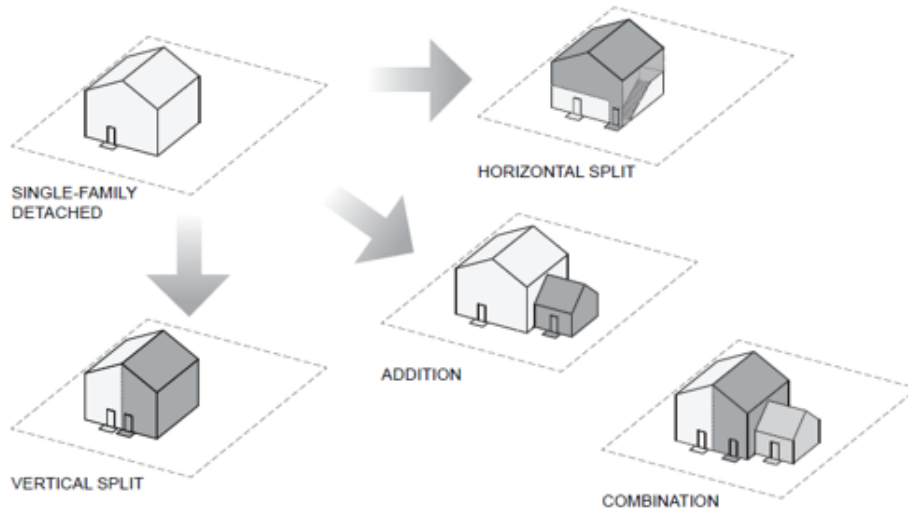 HORIZONTAL SPLIT
SINGLE-FAMILY
DETACHED
ADDITION
VERTICAL SPLIT
COMBINATION